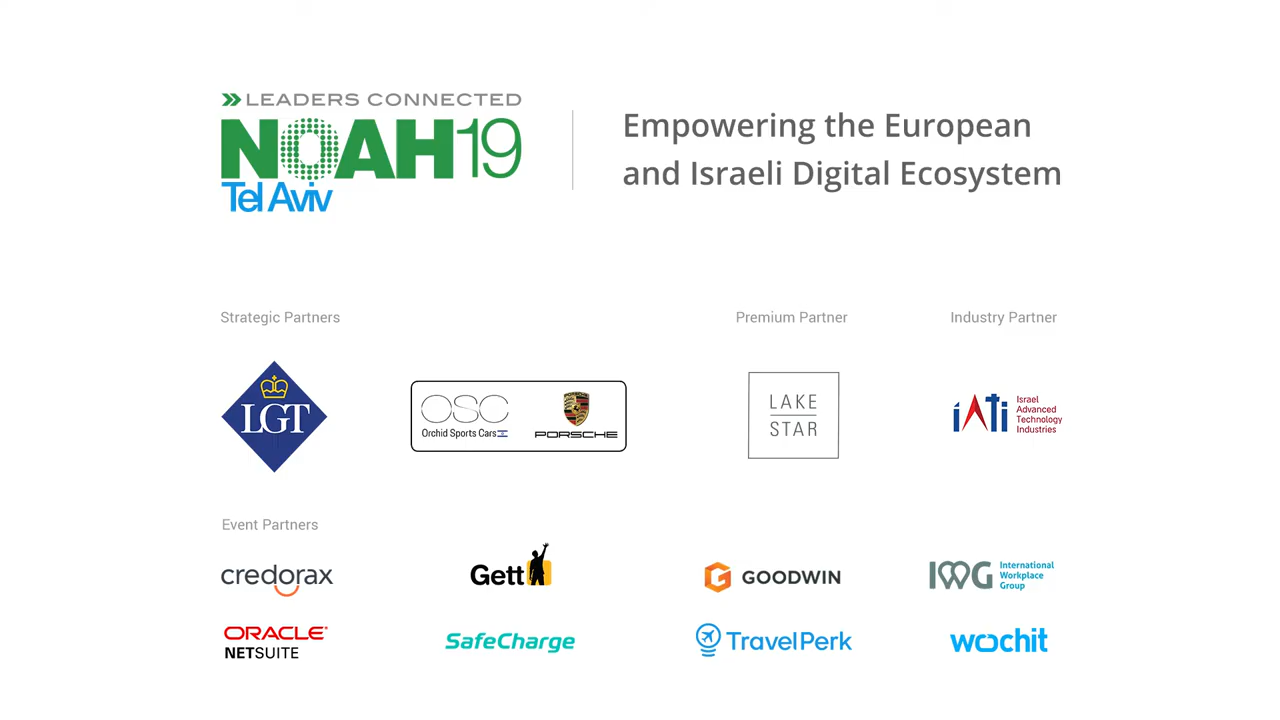 LEADERS CONNECTED
NOAH19
Tel Aviv
Empowering the European
and Israeli Digital Ecosystem
Strategic Partners
Premium Partner
Industry Partner
LGT
OSC
Orchid Sports Cars
PORSCHE
LAKE
STAR
iATi
Israel
Advanced
Technology
Industries
Event Partners
credorax
Gett
GOODWIN
IWG
International
Workplace
Group
ORACLE
NETSUITE
SafeCharge
TravelPerk
wochit